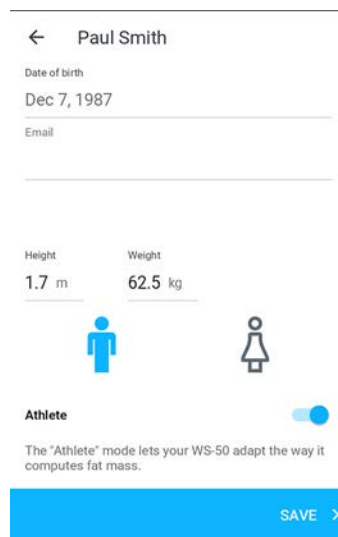 Paul Smith
Date of birth
Dec 7, 1987
Email
Height Weight
1.7 m 62.5 kg
Athlete
The "Athlete" mode lets your WS-50 adapt the way it
computes fat mass.
SAVE